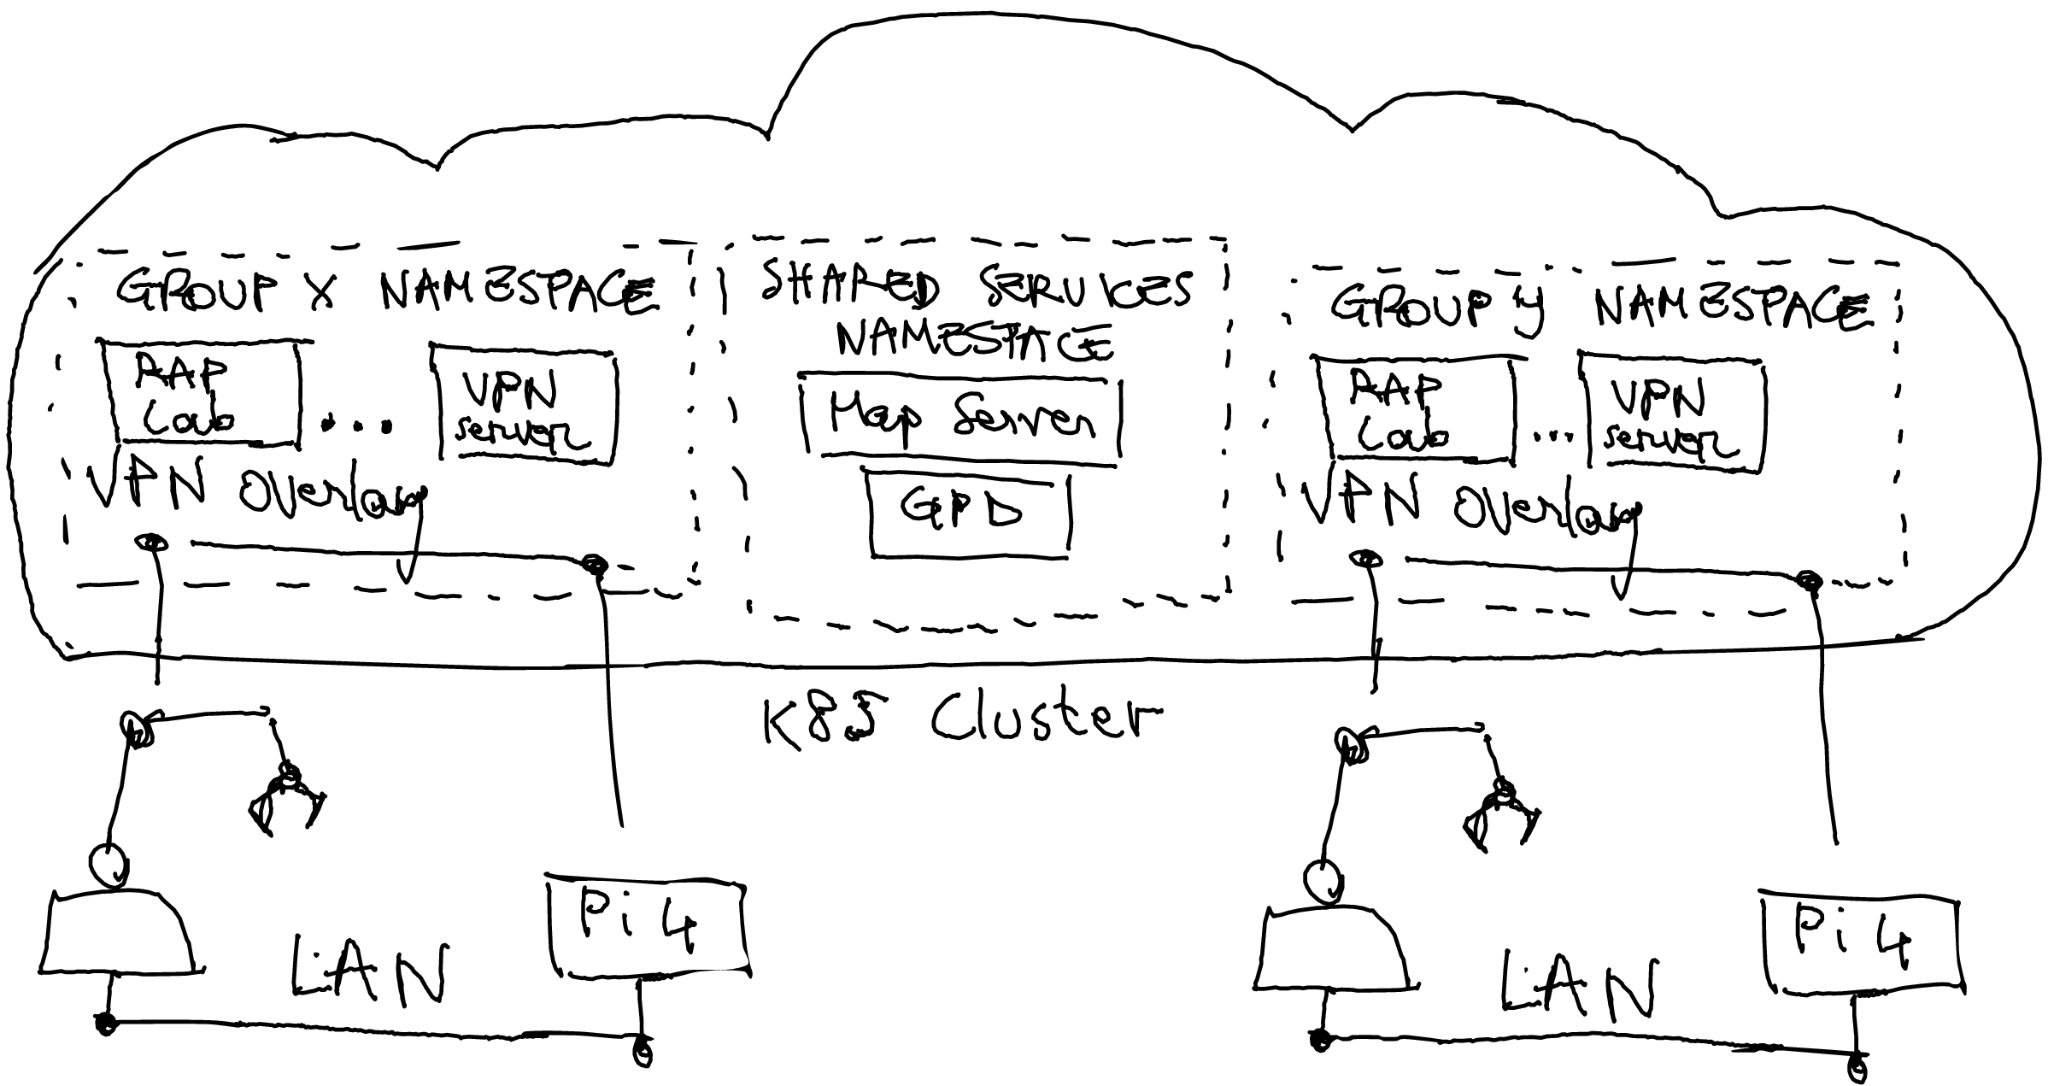 GROUP X NAMESPACE
RAP
Lab
...
VPN
server
VPN overlay
SHARED SERVICES
NAMESPACE
Map Server
GPD
GROUP Y NAMESPACE
RAP
Lab
...
VPN
server
VPN overlay
K8S Cluster
LAN
Pi 4
LAN
Pi 4